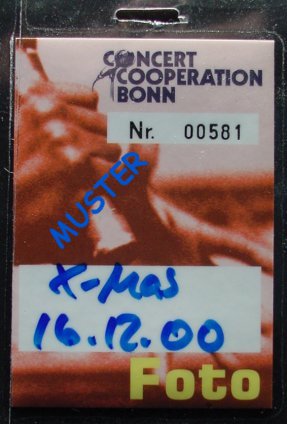 CONCERT
COOPERATION
BONN
Nr. 00581
MUSTER
X-Mas
16.12.00
Foto